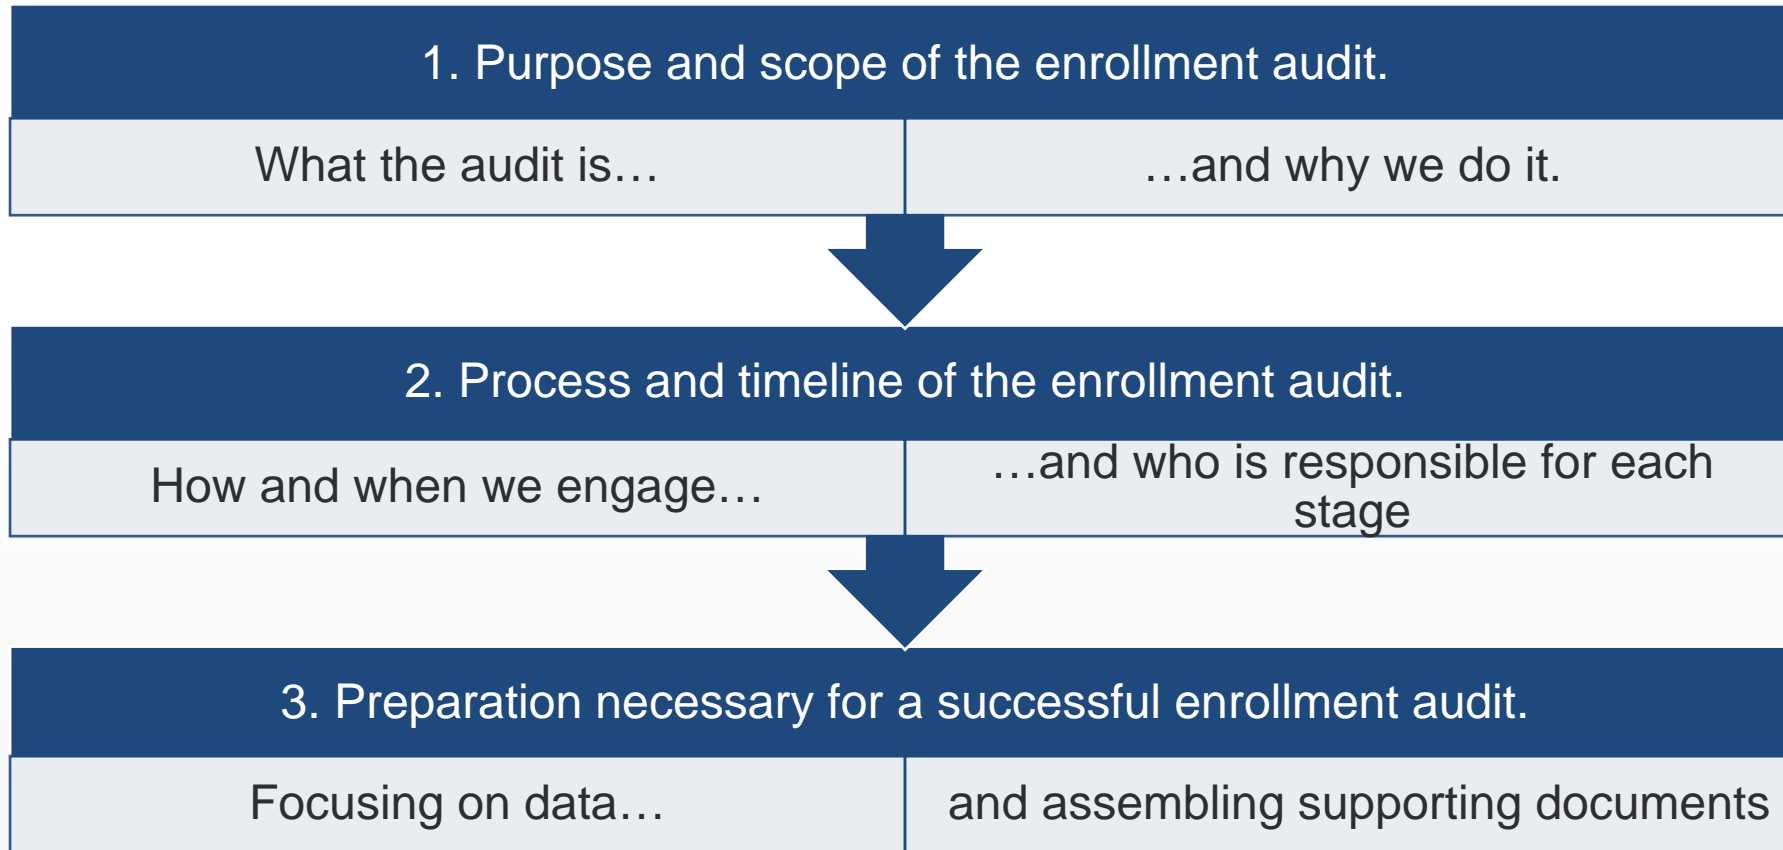 1. Purpose and scope of the enrollment audit.
What the audit is…
…and why we do it.
2. Process and timeline of the enrollment audit.
How and when we engage…
…and who is responsible for each
stage
3. Preparation necessary for a successful enrollment audit.
Focusing on data…
and assembling supporting documents